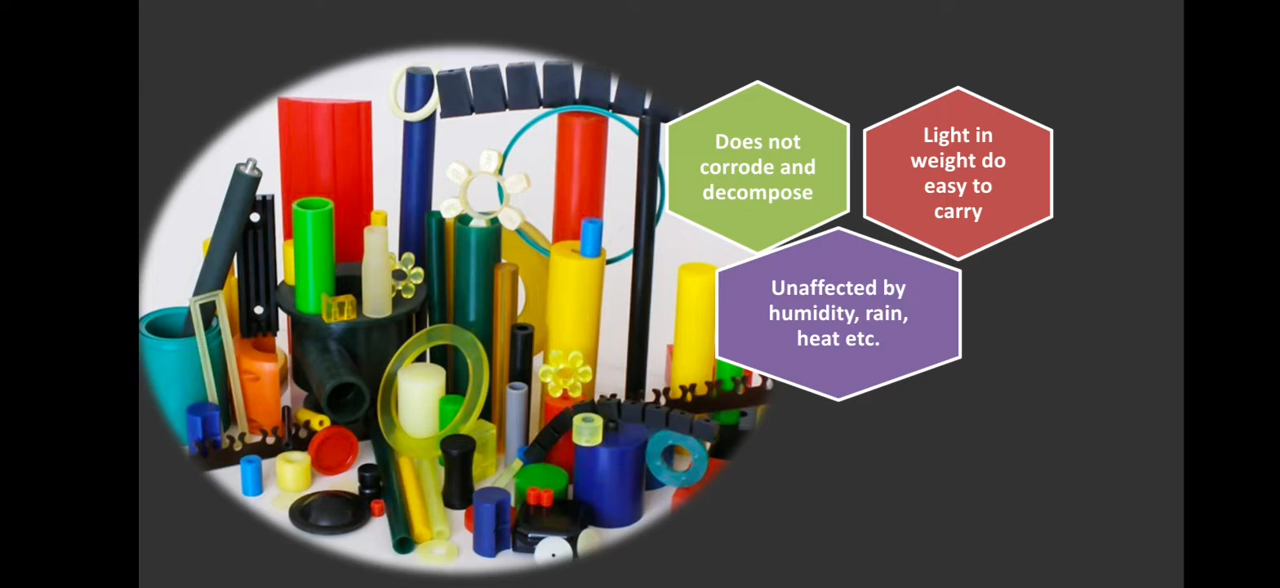 Does not
corrode and
decompose
Light in
weight do
easy to
carry
Unaffected by
humidity, rain,
heat etc.